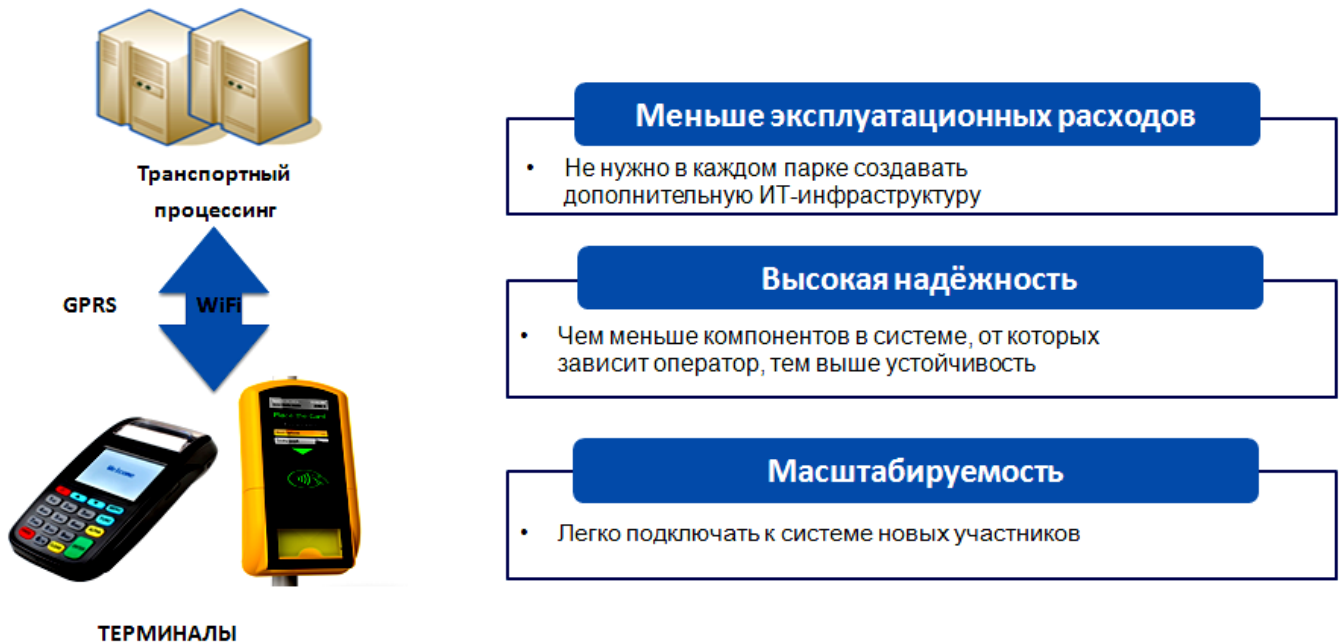 Транспортный
процессинг
GPRS
WiFi
Welcome
ТЕРМИНАЛЫ
Меньше эксплуатационных расходов
• Не нужно в каждом парке создавать
дополнительную ИТ-инфраструктуру
Высокая надёжность
• Чем меньше компонентов в системе, от которых
зависит оператор, тем выше устойчивость
Масштабируемость
• Легко подключать к системе новых участников